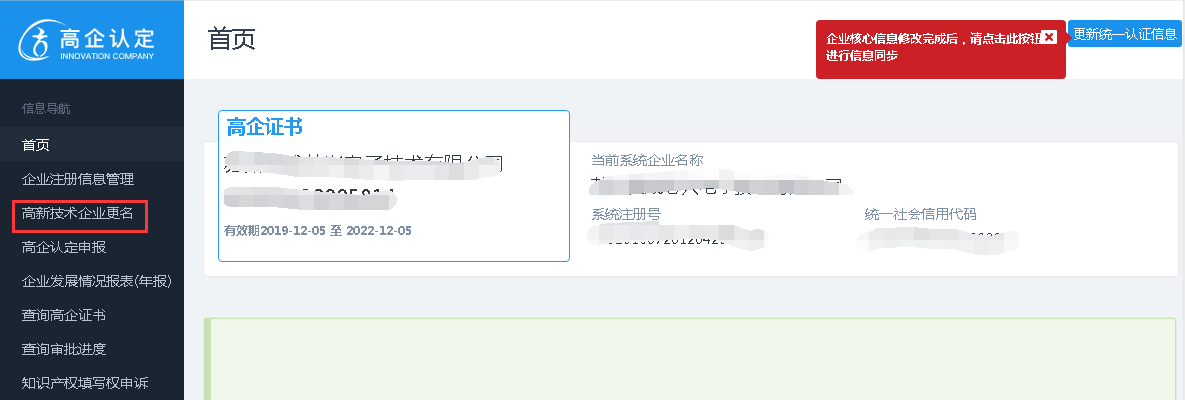 高企认定
INNOVATION COMPANY
首页
企业核心信息修改完成后，请点击此按钮
进行信息同步
更新统一认证信息
信息导航
首页
企业注册信息管理
高新技术企业更名
高企认定申报
企业发展情况报表(年报)
查询高企证书
查询审批进度
知识产权填写权申诉
高企证书
有效期2019-12-05 至 2022-12-05
当前系统企业名称
系统注册号
统一社会信用代码